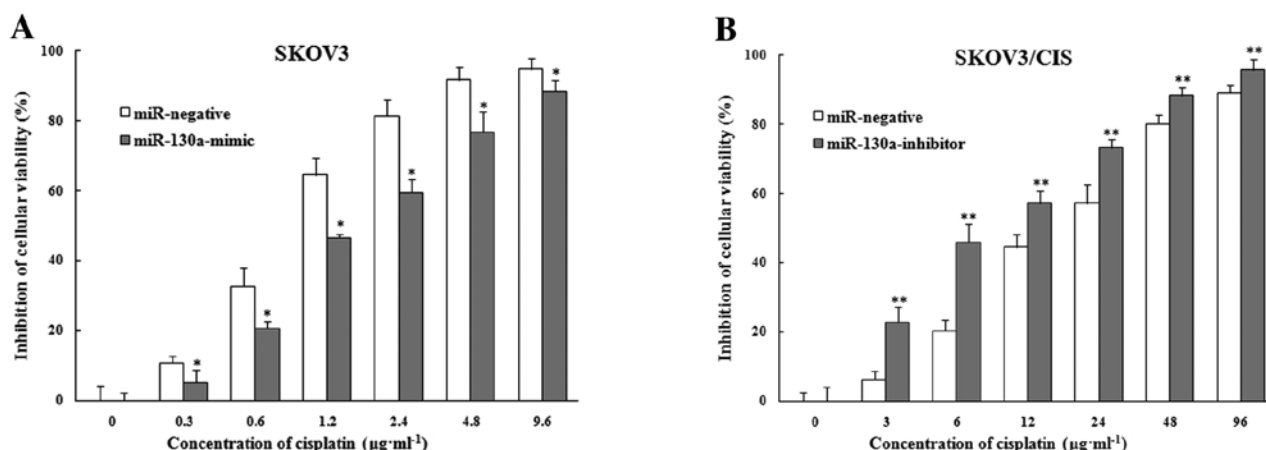 A
SKOV3
miR-negative
miR-130a-mimic
Inhibition of cellular viability (%)
100
80
60
40
20
0
* * * * * *
0 0.3 0.6 1.2 2.4 4.8 9.6
Concentration of cisplatin (µg·ml⁻¹)
B
SKOV3/CIS
miR-negative
miR-130a-inhibitor
Inhibition of cellular viability (%)
100
80
60
40
20
0
** ** ** ** ** **
0 3 6 12 24 48 96
Concentration of cisplatin (µg·ml⁻¹)